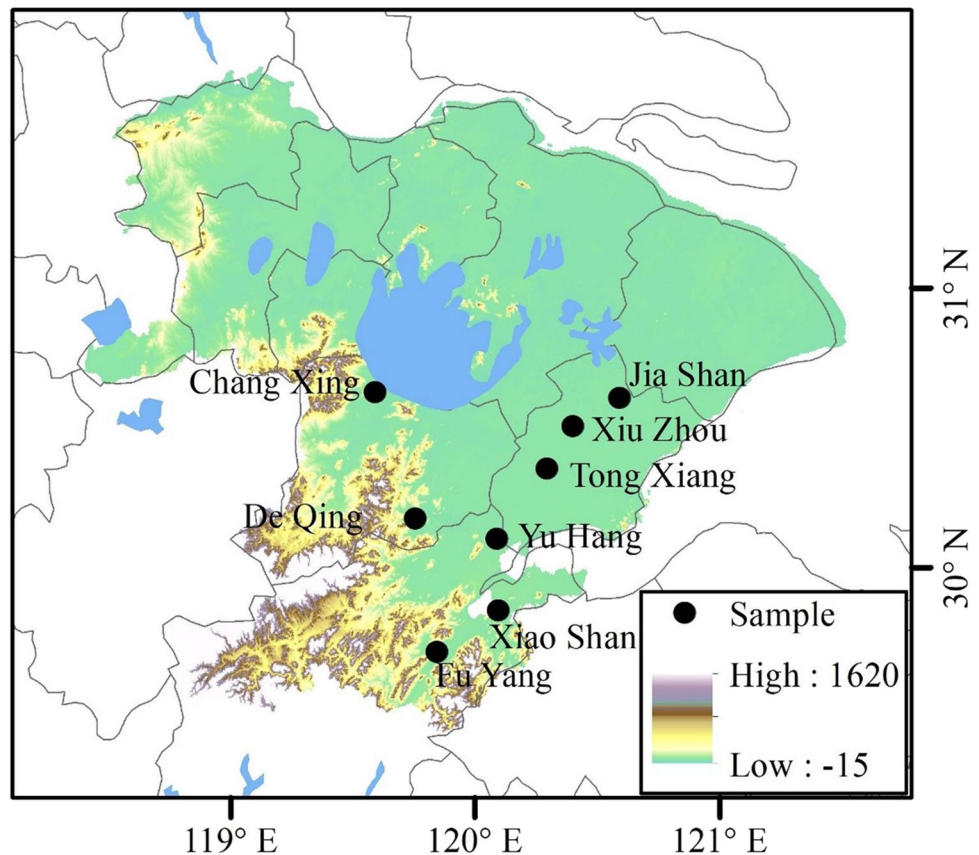 31° N
Jia Shan
Chang Xing
Xiu Zhou
Tong Xiang
De Qing
Yu Hang
30° N
Sample
Xiao Shan
Fu Yang
High : 1620
Low : -15
119° E
120° E
121° E